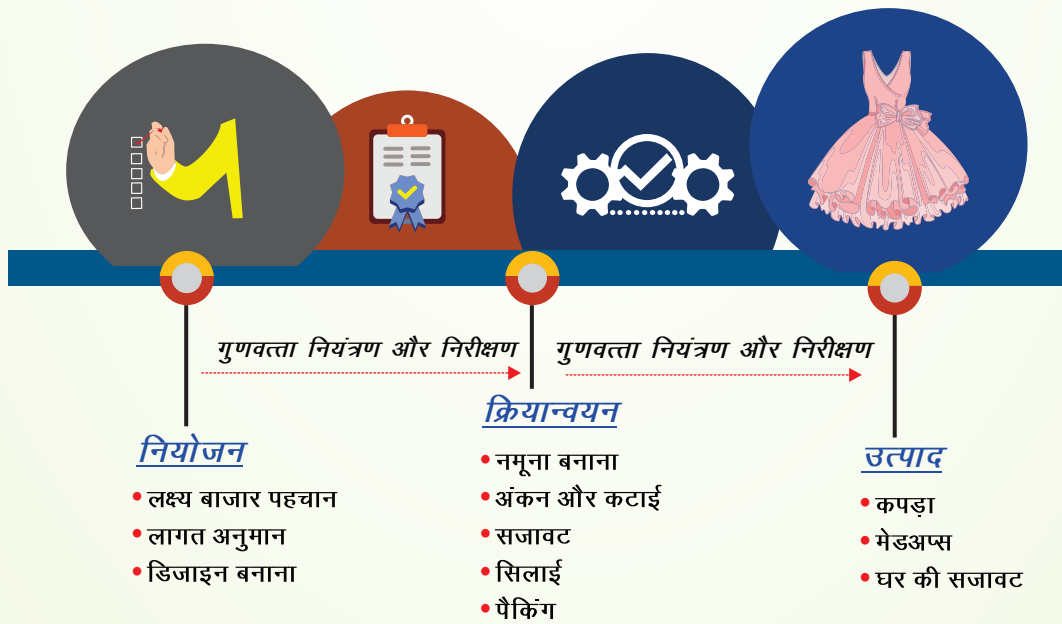 गुणवत्ता नियंत्रण और निरीक्षण
गुणवत्ता नियंत्रण और निरीक्षण
नियोजन
• लक्ष्य बाजार पहचान
• लागत अनुमान
• डिजाइन बनाना
क्रियान्वयन
• नमूना बनाना
• अंकन और कटाई
• सजावट
• सिलाई
• पैकिंग
उत्पाद
• कपड़ा
• मेडअप्स
• घर की सजावट